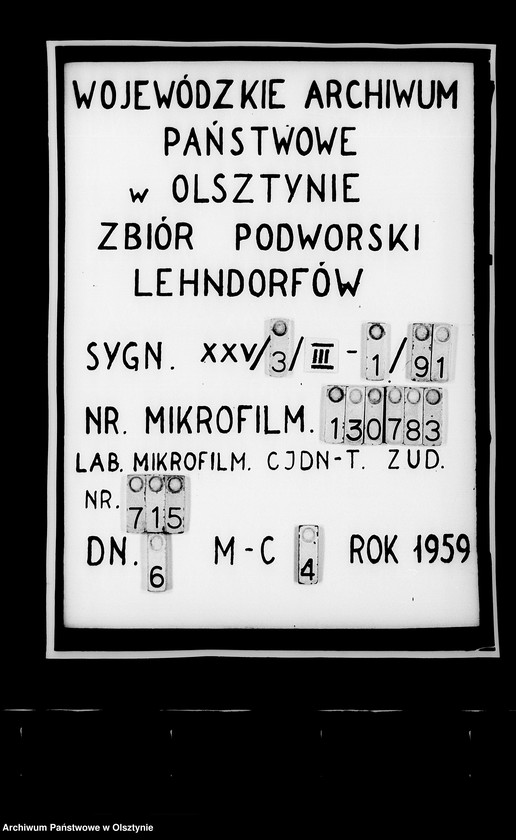 WOJEWÓDZKIE ARCHIWUM
PAŃSTWOWE
w OLSZTYNIE
ZBIÓR PODWORSKI
LEHNDORFÓW
SYGN. XXV/3/III-1/91
NR. MIKROFILM. 130783
LAB. MIKROFILM. CJDN-T. ZUD.
NR. 715
DN. 6 M-C 4 ROK 1959
Archiwum Państwowe w Olsztynie